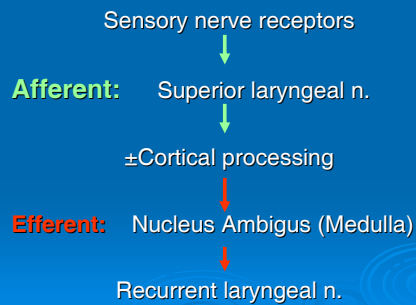 Sensory nerve receptors
Afferent: Superior laryngeal n.
±Cortical processing
Efferent: Nucleus Ambigus (Medulla)
Recurrent laryngeal n.